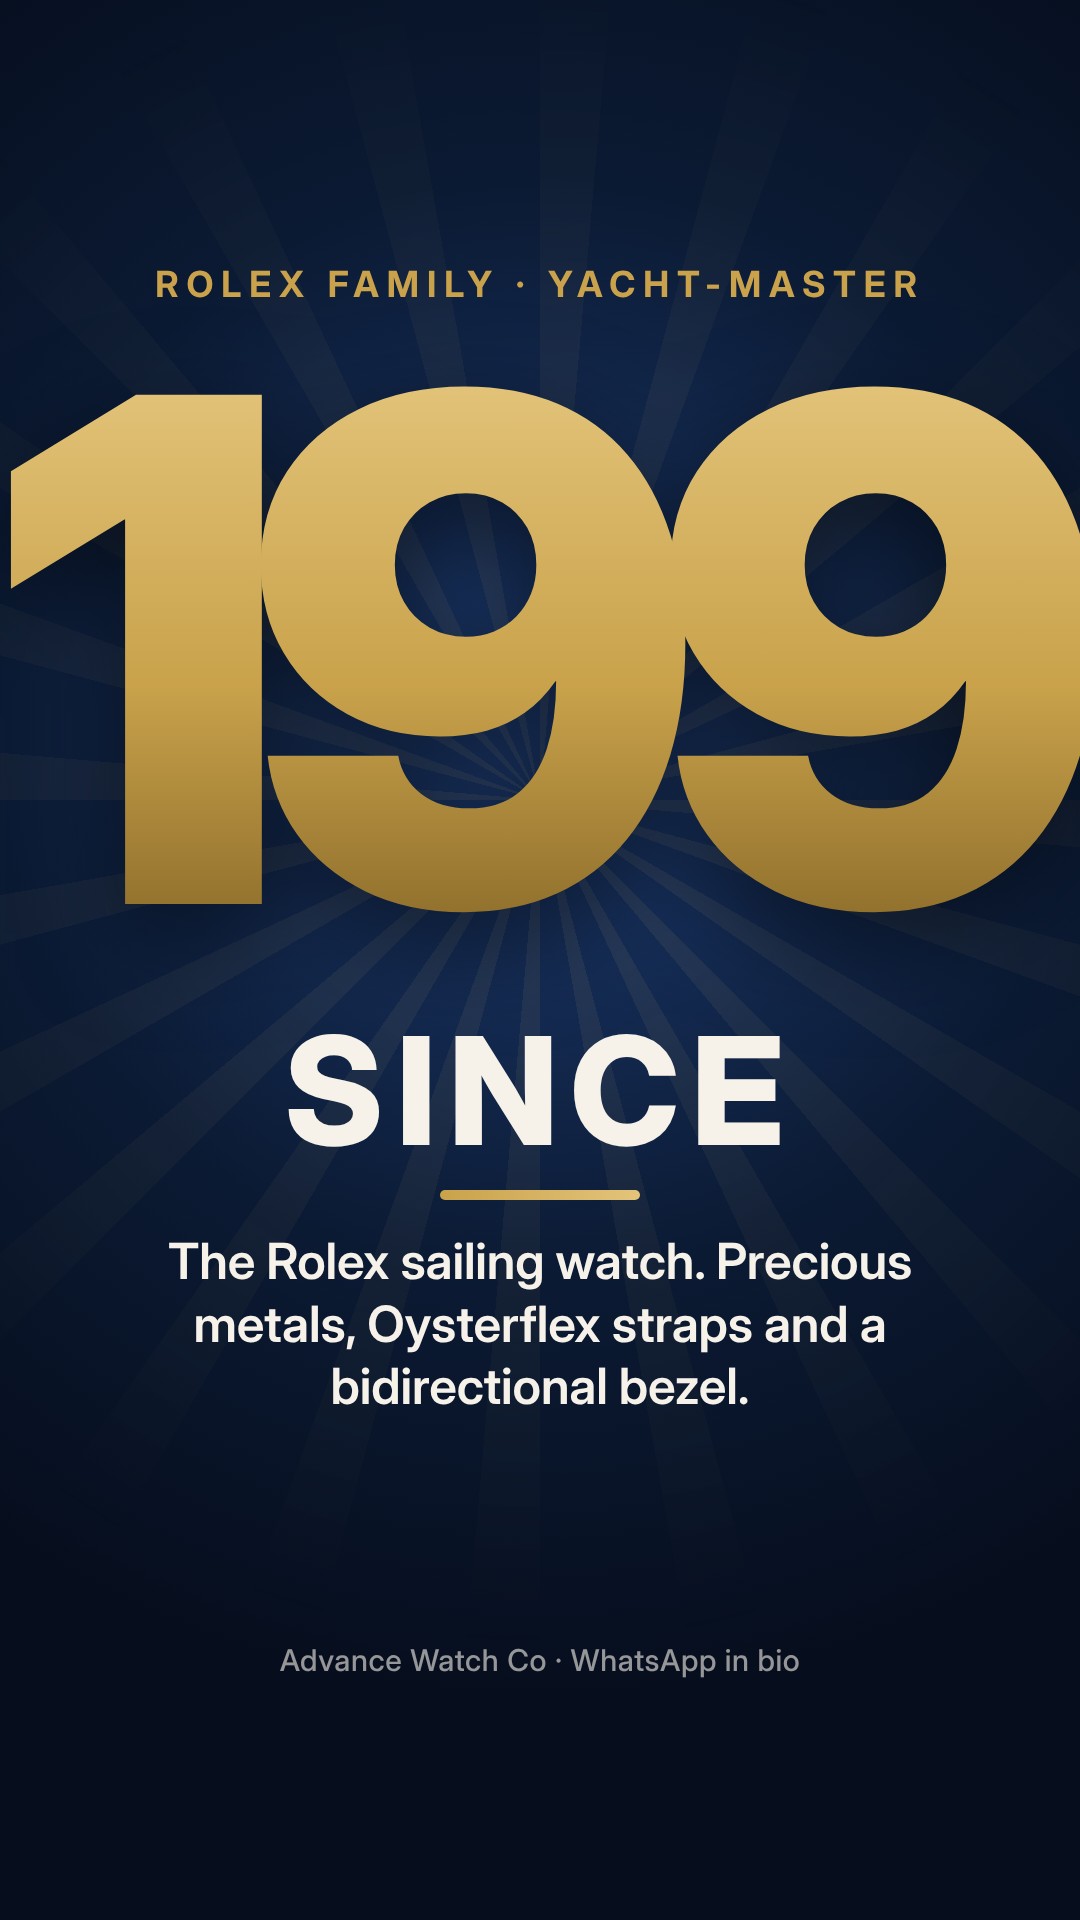 ROLEX FAMILY · YACHT-MASTER
199
SINCE
The Rolex sailing watch. Precious
metals, Oysterflex straps and a
bidirectional bezel.
Advance Watch Co · WhatsApp in bio